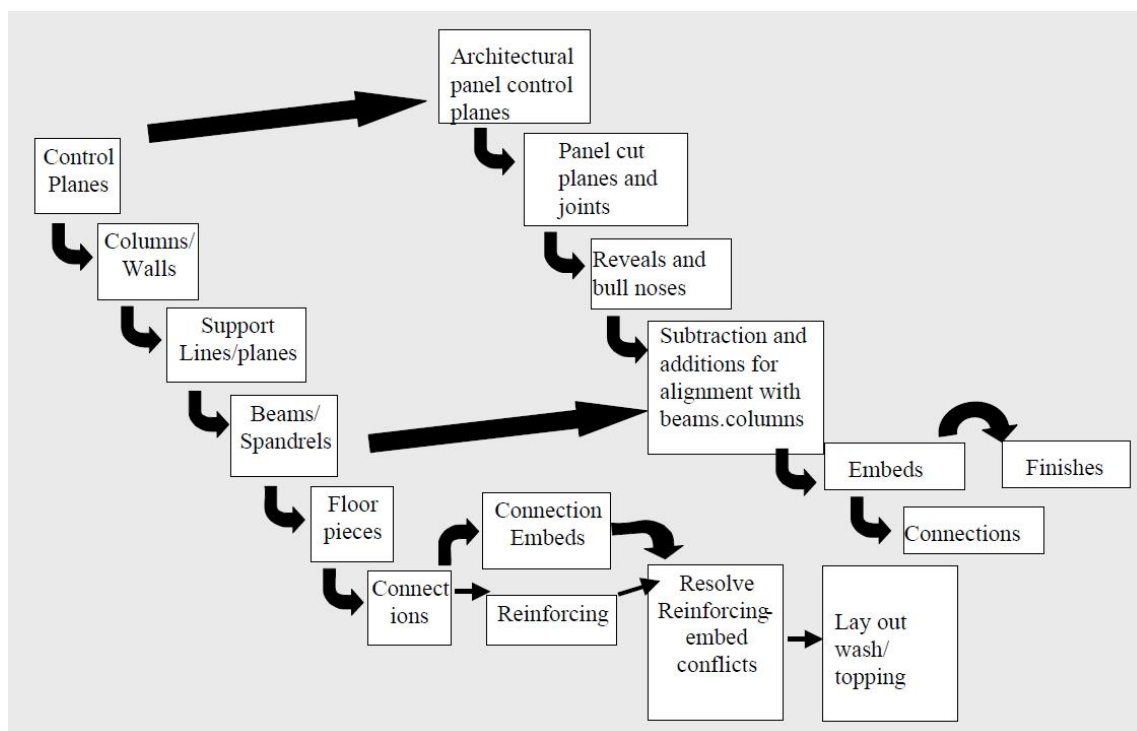 Architectural
panel control
planes
Control
Planes
Panel cut
planes and
joints
Columns/
Walls
Reveals and
bull noses
Support
Lines/planes
Subtraction and
additions for
alignment with
beams.columns
Beams/
Spandrels
Embeds
Finishes
Floor
pieces
Connection
Embeds
Connections
Connect
ions
Reinforcing
Resolve
Reinforcing-
embed
conflicts
Lay out
wash/
topping